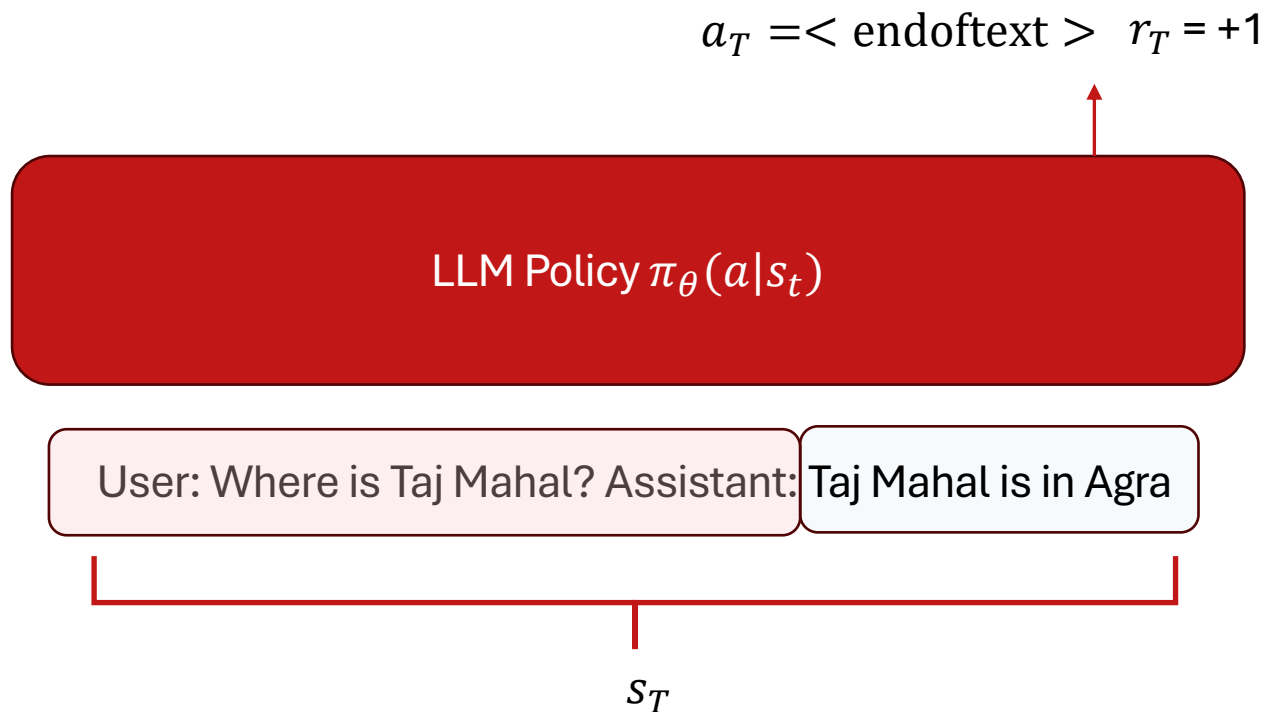 a_T =< endoftext > r_T = +1
LLM Policy π_θ(a|s_t)
User: Where is Taj Mahal? Assistant: Taj Mahal is in Agra
s_T